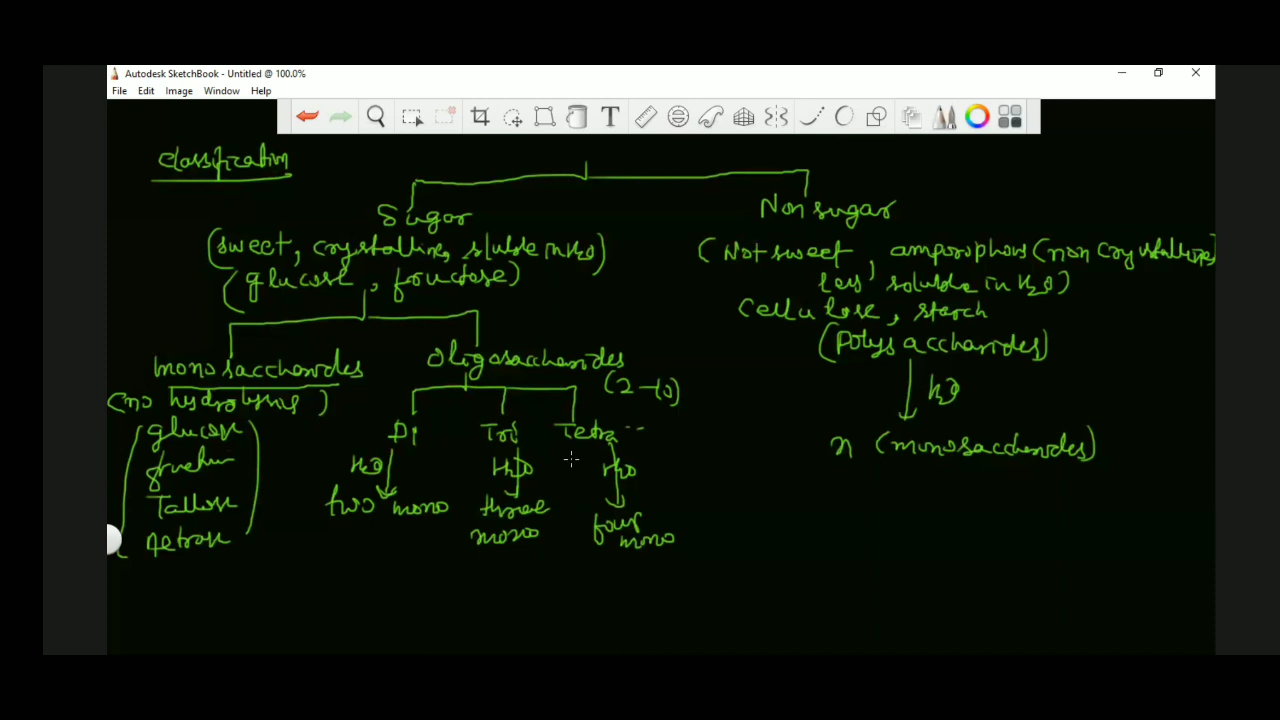 Autodesk SketchBook - Untitled @ 100.0%
File Edit Image Window Help
Classification
Sugar
Non sugar
(sweet, crystalline, soluble in H2O)
(Not sweet, amporophous (non crystalline)
(glucose, fructose)
less soluble in H2O)
Cellulose, starch
(Polysaccharides)
monosaccharides
Oligosaccharides
(2-10)
(no hydrolysis)
H2O
glucose
Di Tri Tetra --
n (monosaccharides)
H2O H2O H2O
Tallose
two mono three mono four mono